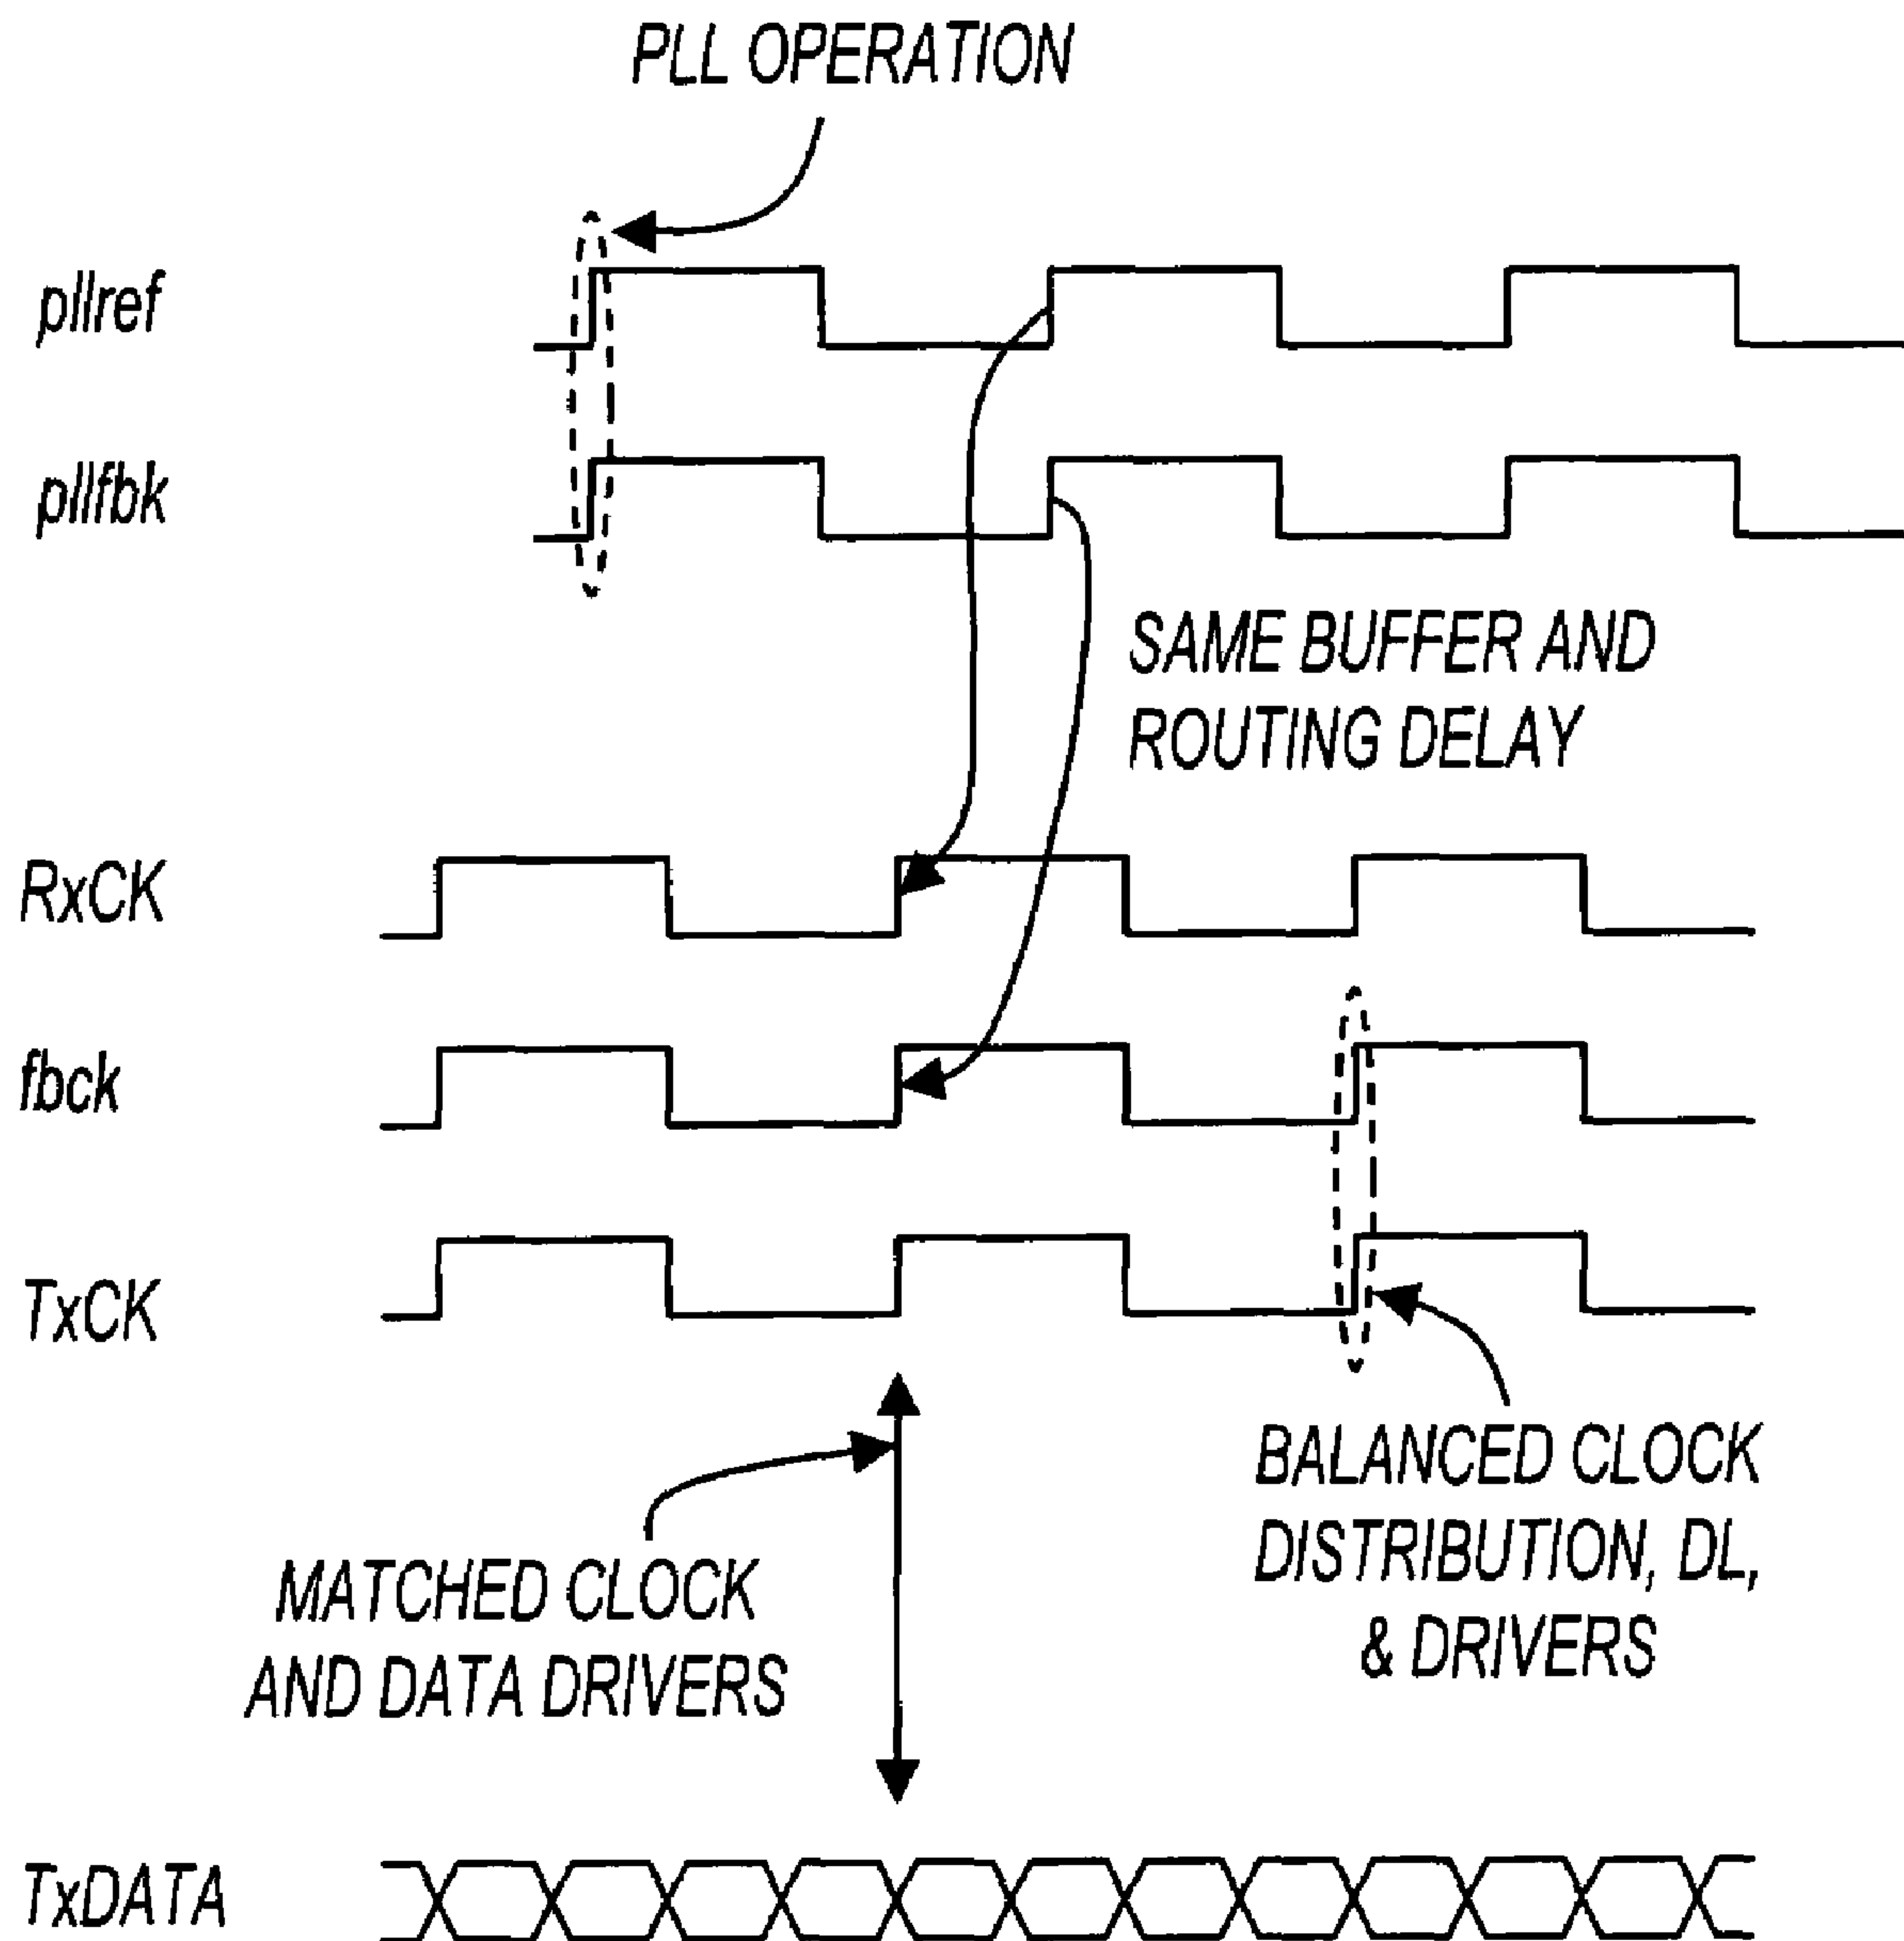 PLL OPERATION
pllref
pllfbk
SAME BUFFER AND
ROUTING DELAY
RxCK
fbck
TxCK
BALANCED CLOCK
DISTRIBUTION, DL,
& DRIVERS
MATCHED CLOCK
AND DATA DRIVERS
TxDATA